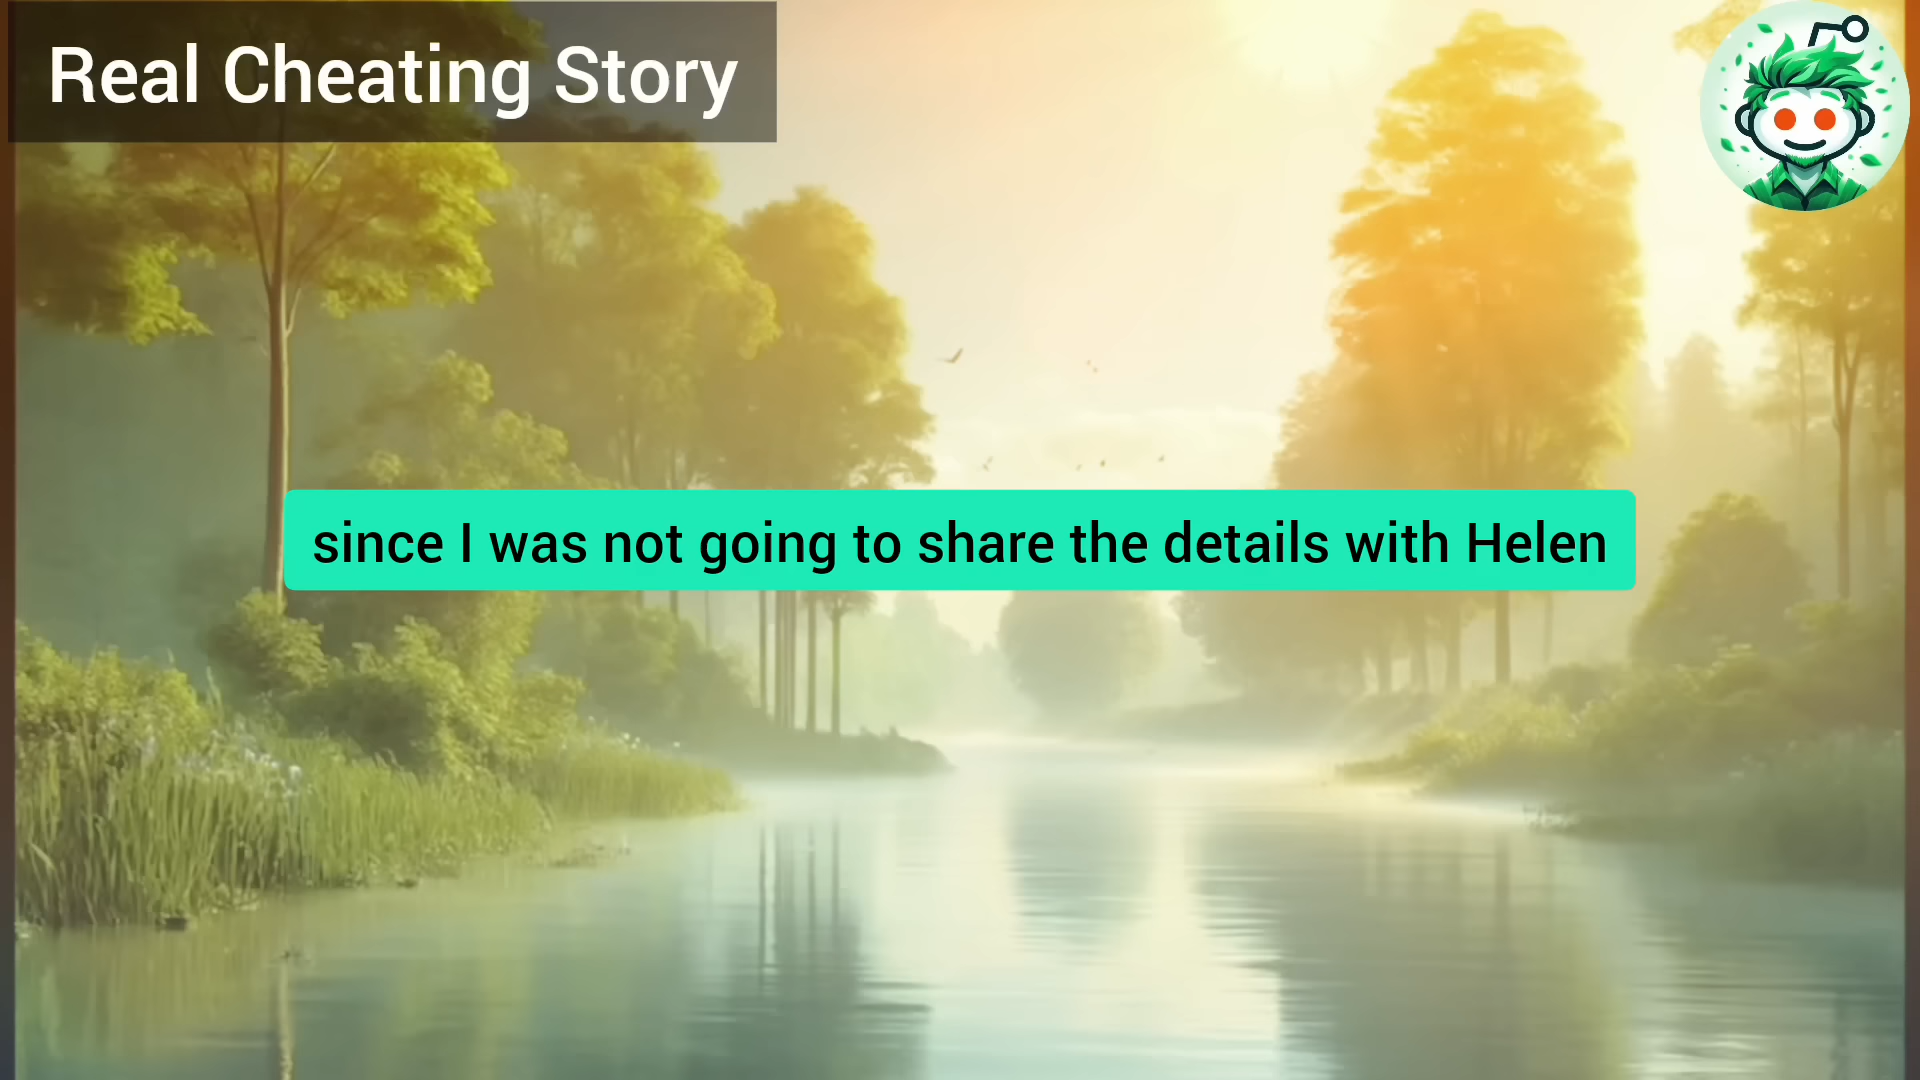 Real Cheating Story
since I was not going to share the details with Helen